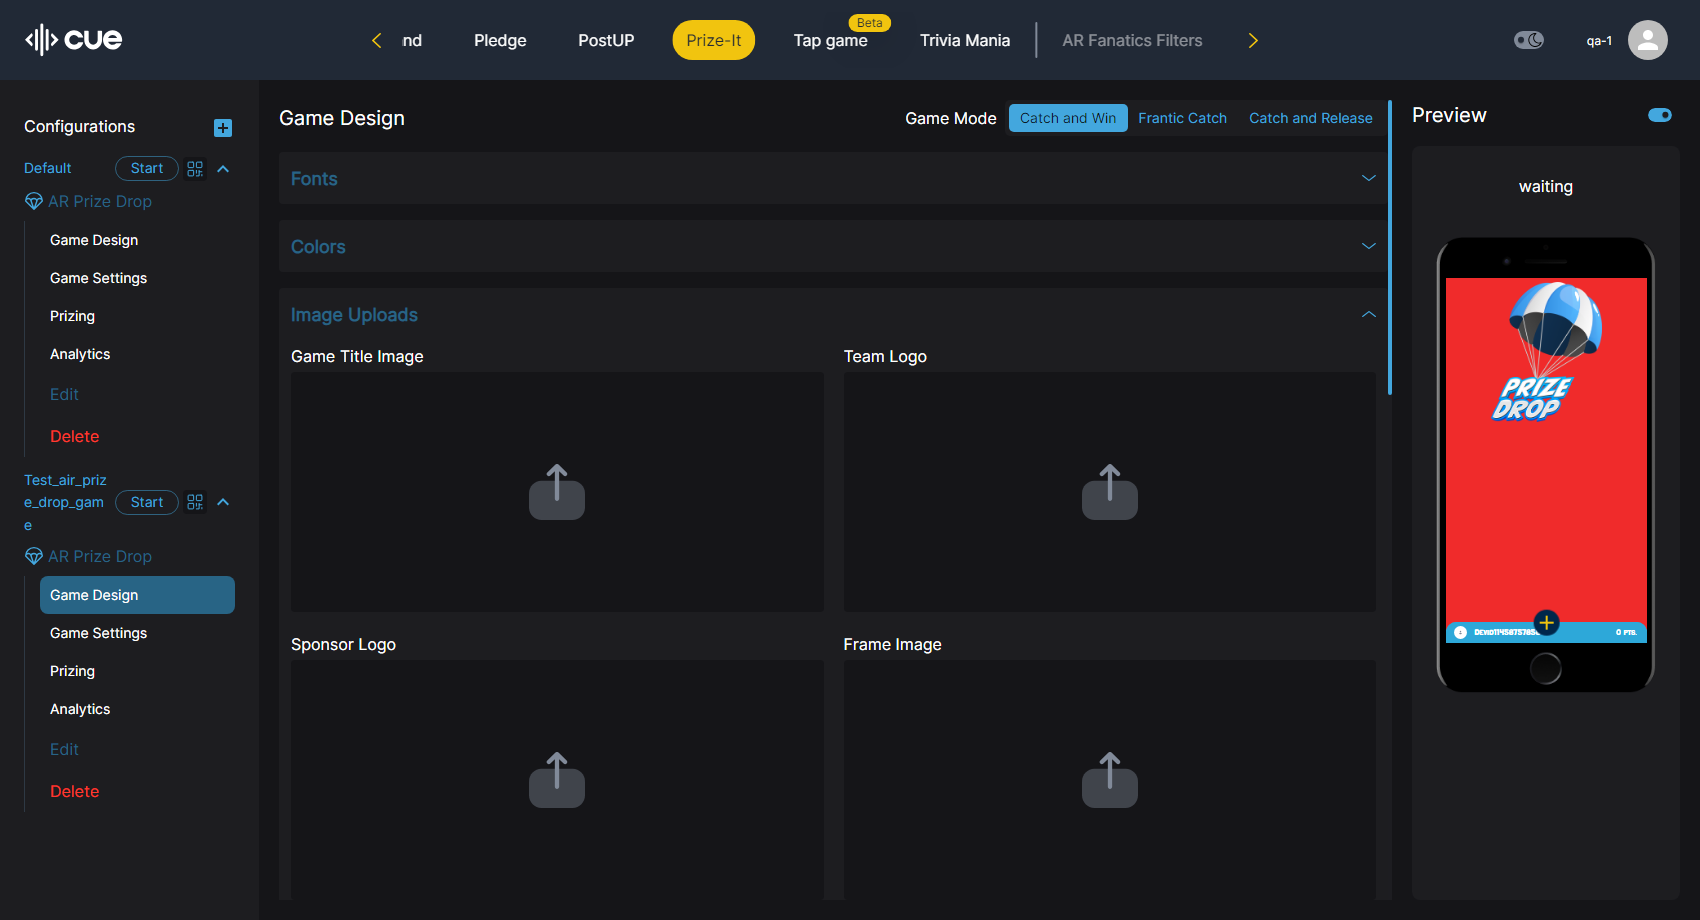 cue
nd
Pledge
PostUP
Prize-It
Beta
Tap game
Trivia Mania
AR Fanatics Filters
qa-1
Configurations
Default
Start
AR Prize Drop
Game Design
Game Settings
Prizing
Analytics
Edit
Delete
Test_air_priz
e_drop_gam
e
Start
AR Prize Drop
Game Design
Game Settings
Prizing
Analytics
Edit
Delete
Game Design
Game Mode
Catch and Win
Frantic Catch
Catch and Release
Fonts
Colors
Image Uploads
Game Title Image
Team Logo
Sponsor Logo
Frame Image
Preview
waiting
PRIZE
DROP
0 PTS.